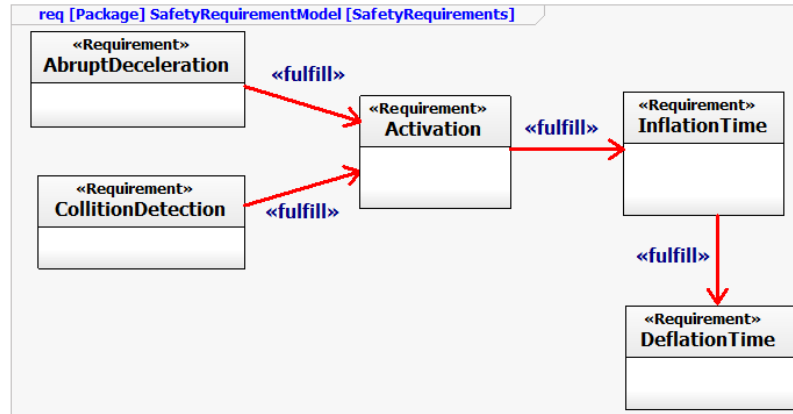 req [Package] SafetyRequirementModel [SafetyRequirements]
«Requirement»
AbruptDeceleration
«fulfill»
«Requirement»
Activation
«fulfill»
«Requirement»
InflationTime
«Requirement»
CollitionDetection
«fulfill»
«fulfill»
«Requirement»
DeflationTime